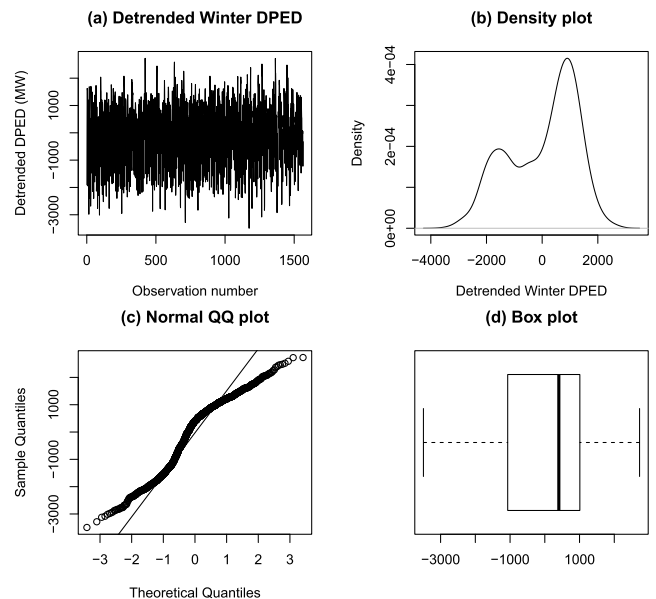 (a) Detrended Winter DPED
Detrended DPED (MW)
−3000 −1000 1000
0 500 1000 1500
Observation number
(b) Density plot
Density
0e+00 2e−04 4e−04
−4000 −2000 0 2000
Detrended Winter DPED
(c) Normal QQ plot
Sample Quantiles
−3000 −1000 1000
−3 −2 −1 0 1 2 3
Theoretical Quantiles
(d) Box plot
−3000 −1000 1000